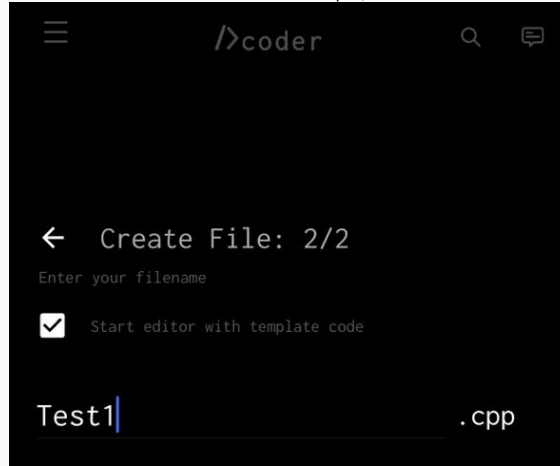 />coder
← Create File: 2/2
Enter your filename
Start editor with template code
Test1 .cpp